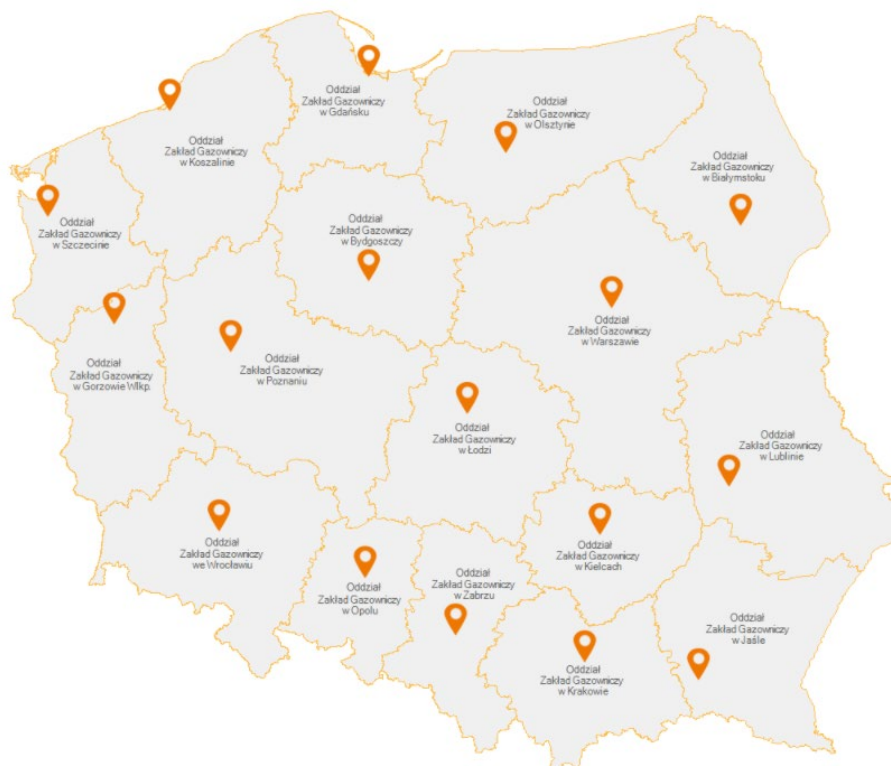 Oddział
Zakład Gazowniczy
w Gdańsku
Oddział
Zakład Gazowniczy
w Olsztynie
Oddział
Zakład Gazowniczy
w Koszalinie
Oddział
Zakład Gazowniczy
w Białymstoku
Oddział
Zakład Gazowniczy
w Szczecinie
Oddział
Zakład Gazowniczy
w Bydgoszczy
Oddział
Zakład Gazowniczy
w Warszawie
Oddział
Zakład Gazowniczy
w Gorzowie Wlkp.
Oddział
Zakład Gazowniczy
w Poznaniu
Oddział
Zakład Gazowniczy
w Łodzi
Oddział
Zakład Gazowniczy
w Lublinie
Oddział
Zakład Gazowniczy
we Wrocławiu
Oddział
Zakład Gazowniczy
w Kielcach
Oddział
Zakład Gazowniczy
w Opolu
Oddział
Zakład Gazowniczy
w Zabrzu
Oddział
Zakład Gazowniczy
w Jaśle
Oddział
Zakład Gazowniczy
w Krakowie